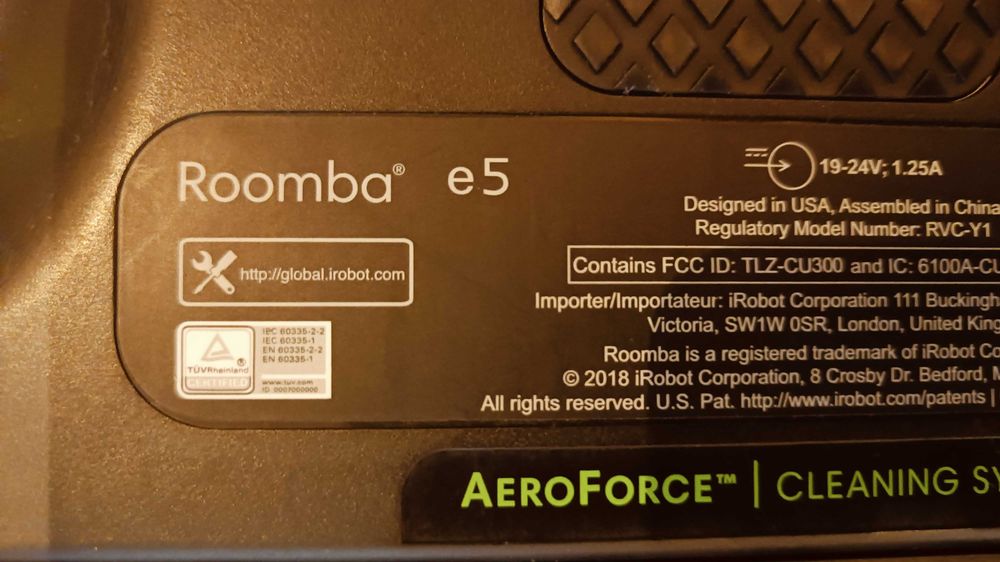 Roomba® e5
http://global.irobot.com
TÜVRheinland®
CERTIFIED
IEC 60335-2-2
IEC 60335-1
EN 60335-2-2
EN 60335-1
www.tuv.com
ID 0007000000
19-24V; 1.25A
Designed in USA, Assembled in China
Regulatory Model Number: RVC-Y1
Contains FCC ID: TLZ-CU300 and IC: 6100A-CU
Importer/Importateur: iRobot Corporation 111 Buckingh
Victoria, SW1W 0SR, London, United King
Roomba is a registered trademark of iRobot Co
© 2018 iRobot Corporation, 8 Crosby Dr. Bedford, M
All rights reserved. U.S. Pat. http://www.irobot.com/patents |
AEROFORCE™ | CLEANING SY